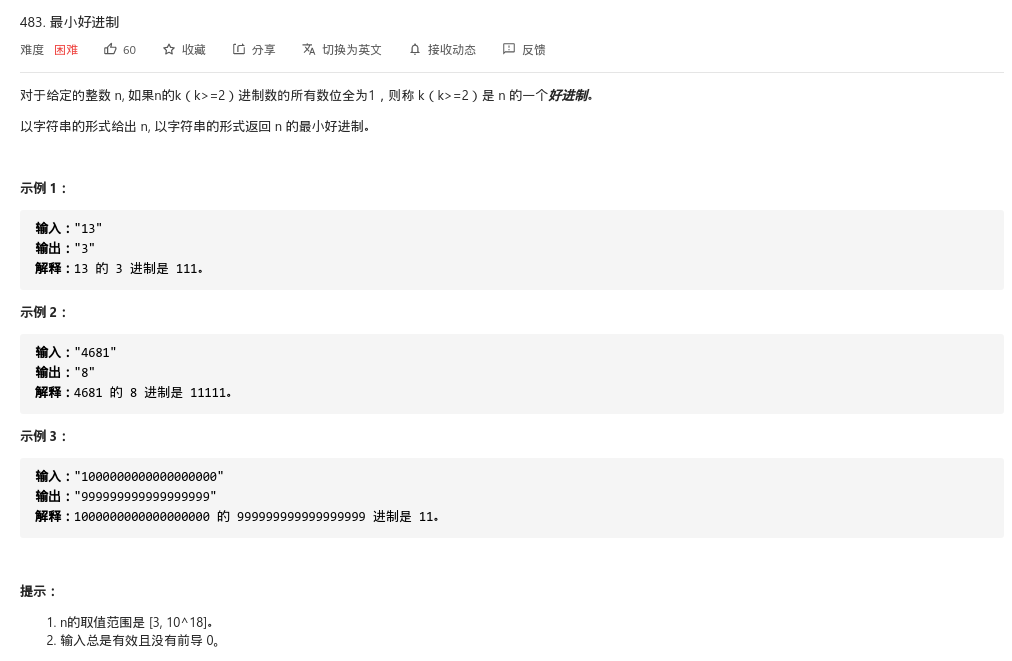 483. 最小好进制
难度 困难 60 收藏 分享 切换为英文 接收动态 反馈
对于给定的整数 n, 如果n的k（k>=2）进制数的所有数位全为1，则称 k（k>=2）是 n 的一个好进制。
以字符串的形式给出 n, 以字符串的形式返回 n 的最小好进制。
示例 1：
输入："13"
输出："3"
解释：13 的 3 进制是 111。
示例 2：
输入："4681"
输出："8"
解释：4681 的 8 进制是 11111。
示例 3：
输入："1000000000000000000"
输出："999999999999999999"
解释：1000000000000000000 的 999999999999999999 进制是 11。
提示：
1. n的取值范围是 [3, 10^18]。
2. 输入总是有效且没有前导 0。